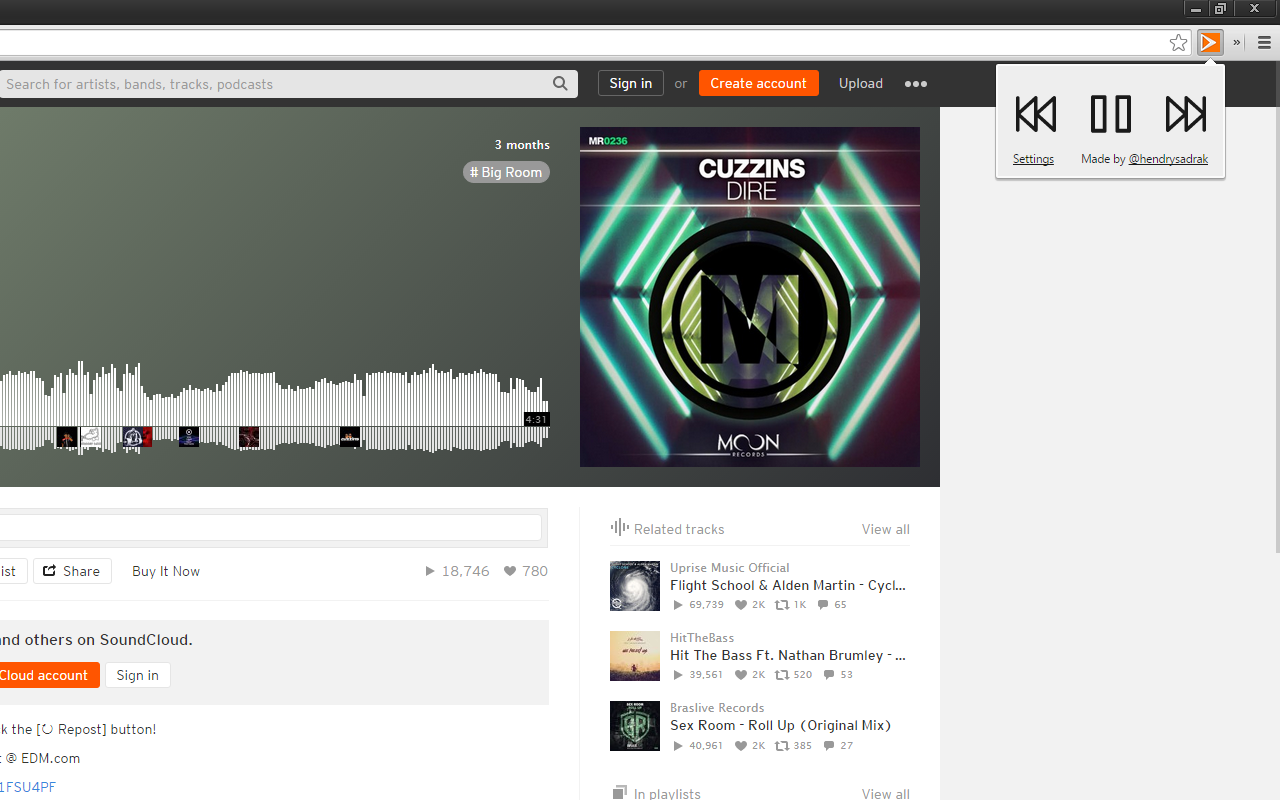 »
Search for artists, bands, tracks, podcasts
Sign in or Create account Upload
Settings Made by @hendrysadrak
3 months
# Big Room
MR0236
CUZZINS
DIRE
M
MOON
RECORDS
4:31
ist Share Buy It Now 18,746 780
and others on SoundCloud.
Cloud account Sign in
k the [↻ Repost] button!
t @ EDM.com
1FSU4PF
Related tracks View all
Uprise Music Official
Flight School & Alden Martin - Cycl...
69,739 2K 1K 65
HitTheBass
Hit The Bass Ft. Nathan Brumley - ...
39,561 2K 520 53
Braslive Records
Sex Room - Roll Up (Original Mix)
40,961 2K 385 27
In playlists View all